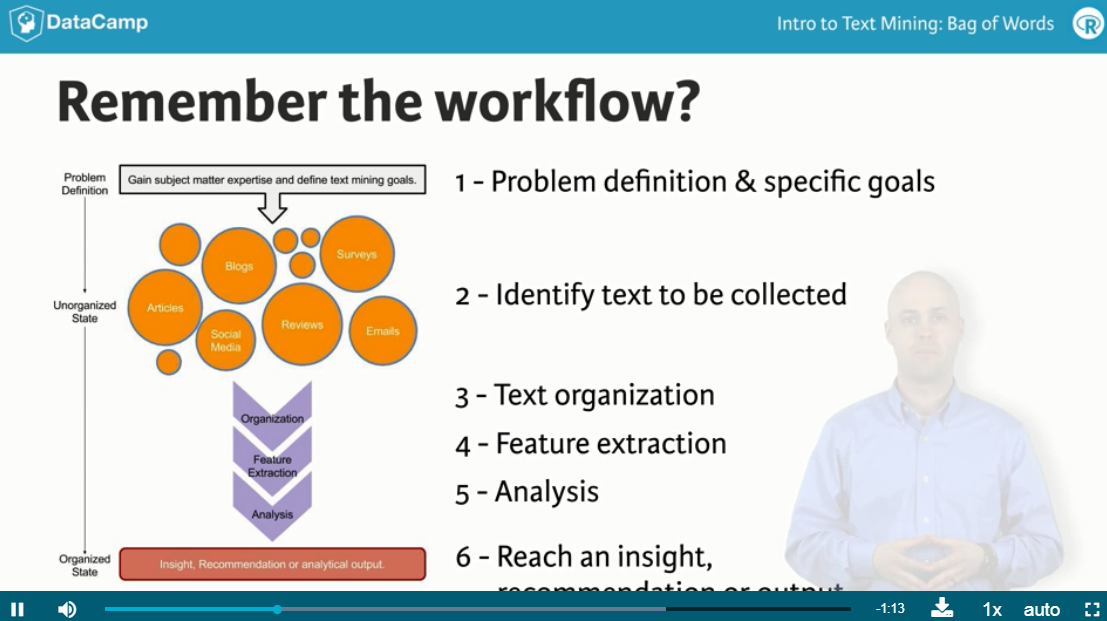 DataCamp
Intro to Text Mining: Bag of Words
R
Remember the workflow?
Problem
Definition
Gain subject matter expertise and define text mining goals.
1 - Problem definition & specific goals
Blogs
Surveys
Unorganized
State
Articles
Social
Media
Reviews
Emails
2 - Identify text to be collected
Organization
Feature
Extraction
Analysis
3 - Text organization
4 - Feature extraction
5 - Analysis
Organized
State
Insight, Recommendation or analytical output.
6 - Reach an insight,
recommendation or output
-1:13
1x
auto